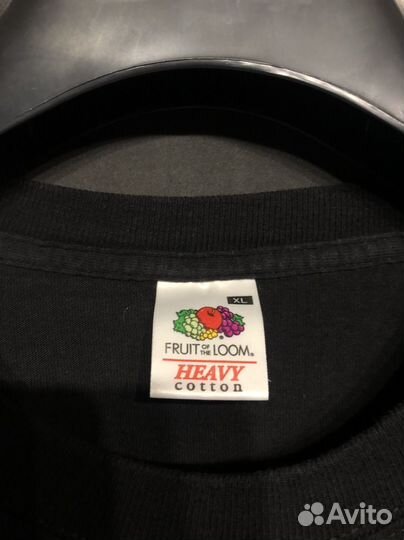 XL
FRUIT OF THE LOOM®
HEAVY
cotton
Avito